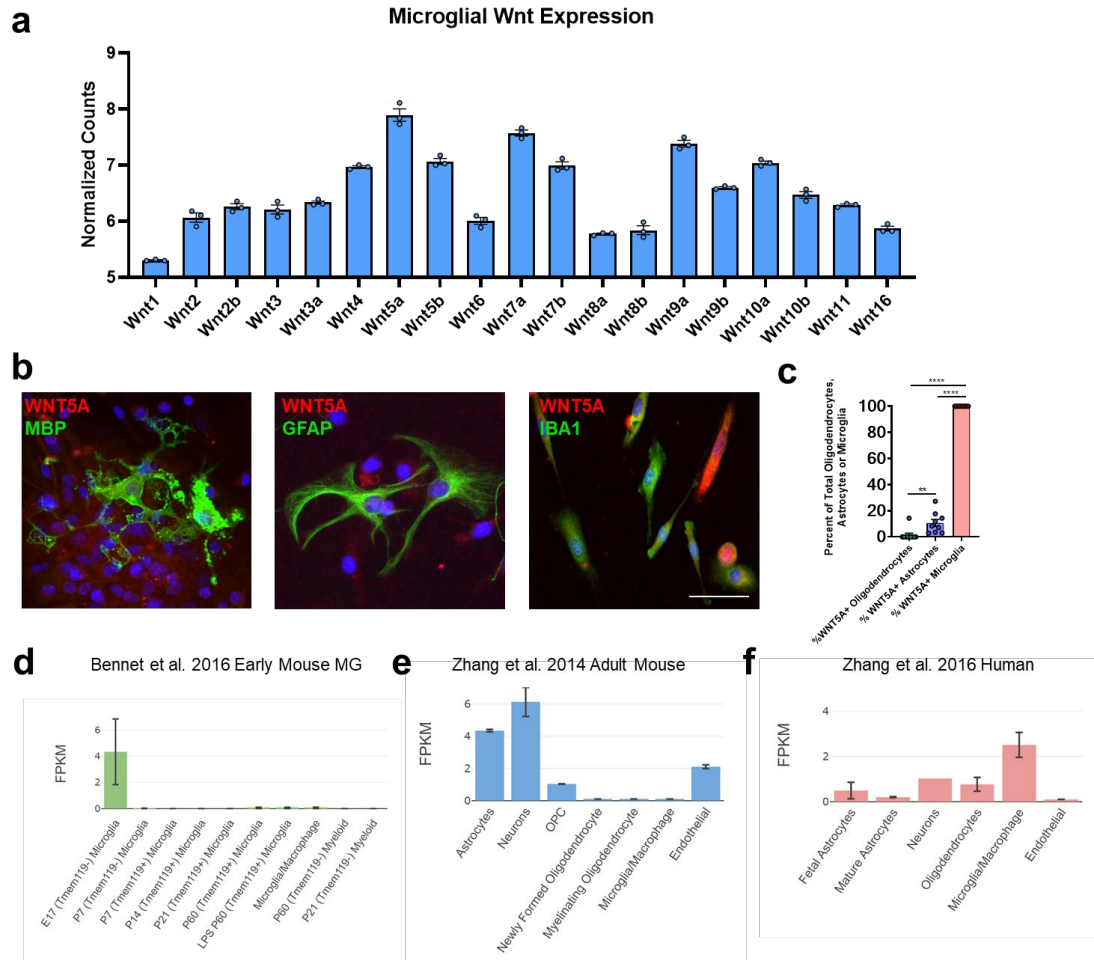 a
Microglial Wnt Expression
Normalized Counts
9
8
7
6
5
Wnt1
Wnt2
Wnt2b
Wnt3
Wnt3a
Wnt4
Wnt5a
Wnt5b
Wnt6
Wnt7a
Wnt7b
Wnt8a
Wnt8b
Wnt9a
Wnt9b
Wnt10a
Wnt10b
Wnt11
Wnt16
b
WNT5A
MBP
WNT5A
GFAP
WNT5A
IBA1
c
Percent of Total Oligodendrocytes,
Astrocytes or Microglia
100
80
60
40
20
0
****
****
**
%WNT5A+ Oligodendrocytes
% WNT5A+ Astrocytes
% WNT5A+ Microglia
d
Bennet et al. 2016 Early Mouse MG
FPKM
6
4
2
0
E17 (Tmem119-) Microglia
P7 (Tmem119-) Microglia
P7 (Tmem119+) Microglia
P14 (Tmem119+) Microglia
P21 (Tmem119+) Microglia
P60 (Tmem119+) Microglia
LPS P60 (Tmem119+) Microglia
Microglia/Macrophage
P60 (Tmem119-) Myeloid
P21 (Tmem119-) Myeloid
e
Zhang et al. 2014 Adult Mouse
FPKM
6
4
2
0
Astrocytes
Neurons
OPC
Newly Formed Oligodendrocyte
Myelinating Oligodendrocyte
Microglia/Macrophage
Endothelial
f
Zhang et al. 2016 Human
FPKM
4
2
0
Fetal Astrocytes
Mature Astrocytes
Neurons
Oligodendrocytes
Microglia/Macrophage
Endothelial